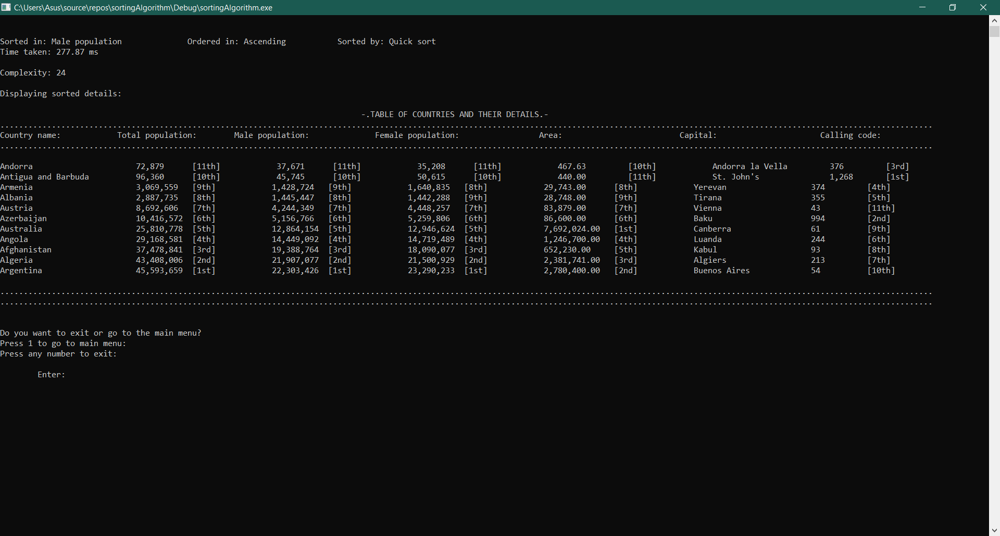 C:\Users\Asus\source\repos\sortingAlgorithm\Debug\sortingAlgorithm.exe
Sorted in: Male population Ordered in: Ascending Sorted by: Quick sort
Time taken: 277.87 ms
Complexity: 24
Displaying sorted details:
-.TABLE OF COUNTRIES AND THEIR DETAILS.-
Country name: Total population: Male population: Female population: Area: Capital: Calling code:
Andorra 72,879 [11th] 37,671 [11th] 35,208 [11th] 467.63 [10th] Andorra la Vella 376 [3rd]
Antigua and Barbuda 96,360 [10th] 45,745 [10th] 50,615 [10th] 440.00 [11th] St. John's 1,268 [1st]
Armenia 3,069,559 [9th] 1,428,724 [9th] 1,640,835 [8th] 29,743.00 [8th] Yerevan 374 [4th]
Albania 2,887,735 [8th] 1,445,447 [8th] 1,442,288 [9th] 28,748.00 [9th] Tirana 355 [5th]
Austria 8,692,606 [7th] 4,244,349 [7th] 4,448,257 [7th] 83,879.00 [7th] Vienna 43 [11th]
Azerbaijan 10,416,572 [6th] 5,156,766 [6th] 5,259,806 [6th] 86,600.00 [6th] Baku 994 [2nd]
Australia 25,810,778 [5th] 12,864,154 [5th] 12,946,624 [5th] 7,692,024.00 [1st] Canberra 61 [9th]
Angola 29,168,581 [4th] 14,449,092 [4th] 14,719,489 [4th] 1,246,700.00 [4th] Luanda 244 [6th]
Afghanistan 37,478,841 [3rd] 19,388,764 [3rd] 18,090,077 [3rd] 652,230.00 [5th] Kabul 93 [8th]
Algeria 43,408,006 [2nd] 21,907,077 [2nd] 21,500,929 [2nd] 2,381,741.00 [3rd] Algiers 213 [7th]
Argentina 45,593,659 [1st] 22,303,426 [1st] 23,290,233 [1st] 2,780,400.00 [2nd] Buenos Aires 54 [10th]
Do you want to exit or go to the main menu?
Press 1 to go to main menu:
Press any number to exit:
Enter: